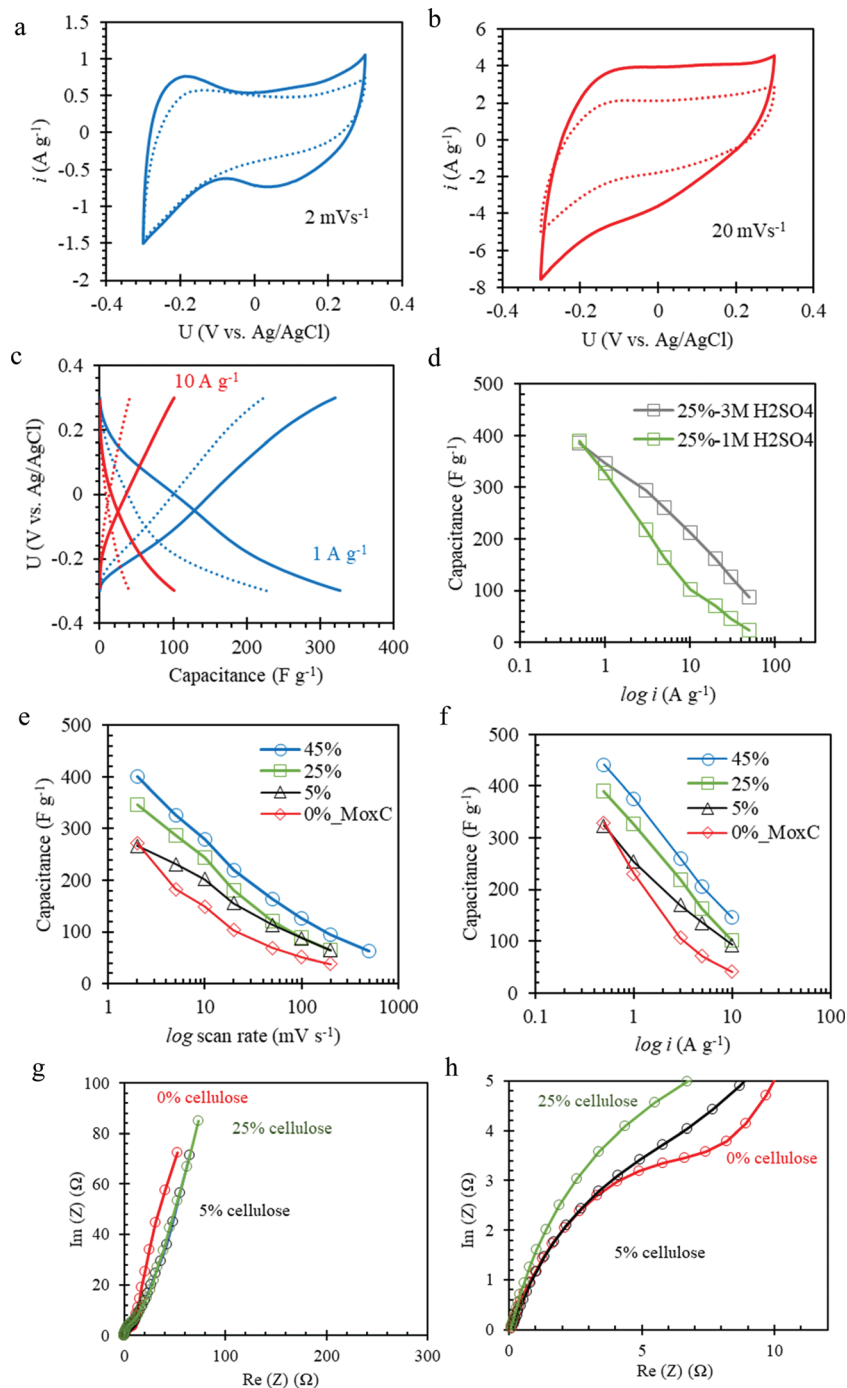 a
1.5
1
0.5
0
-0.5
-1
-1.5
-2
-0.4 -0.2 0 0.2 0.4
i (A g-1)
U (V vs. Ag/AgCl)
2 mVs-1
b
8
6
4
2
0
-2
-4
-6
-8
-0.4 -0.2 0 0.2 0.4
i (A g-1)
U (V vs. Ag/AgCl)
20 mVs-1
c
0.4
0.2
0
-0.2
-0.4
0 100 200 300 400
U (V vs. Ag/AgCl)
Capacitance (F g-1)
10 A g-1
1 A g-1
d
500
400
300
200
100
0
0.1 1 10 100
Capacitance (F g-1)
log i (A g-1)
25%-3M H2SO4
25%-1M H2SO4
e
500
400
300
200
100
0
1 10 100 1000
Capacitance (F g-1)
log scan rate (mV s-1)
45%
25%
5%
0%_MoxC
f
500
400
300
200
100
0
0.1 1 10 100
Capacitance (F g-1)
log i (A g-1)
45%
25%
5%
0%_MoxC
g
100
80
60
40
20
0
0 100 200 300
Im (Z) (Ω)
Re (Z) (Ω)
0% cellulose
25% cellulose
5% cellulose
h
5
4
3
2
1
0
0 5 10
Im (Z) (Ω)
Re (Z) (Ω)
25% cellulose
0% cellulose
5% cellulose